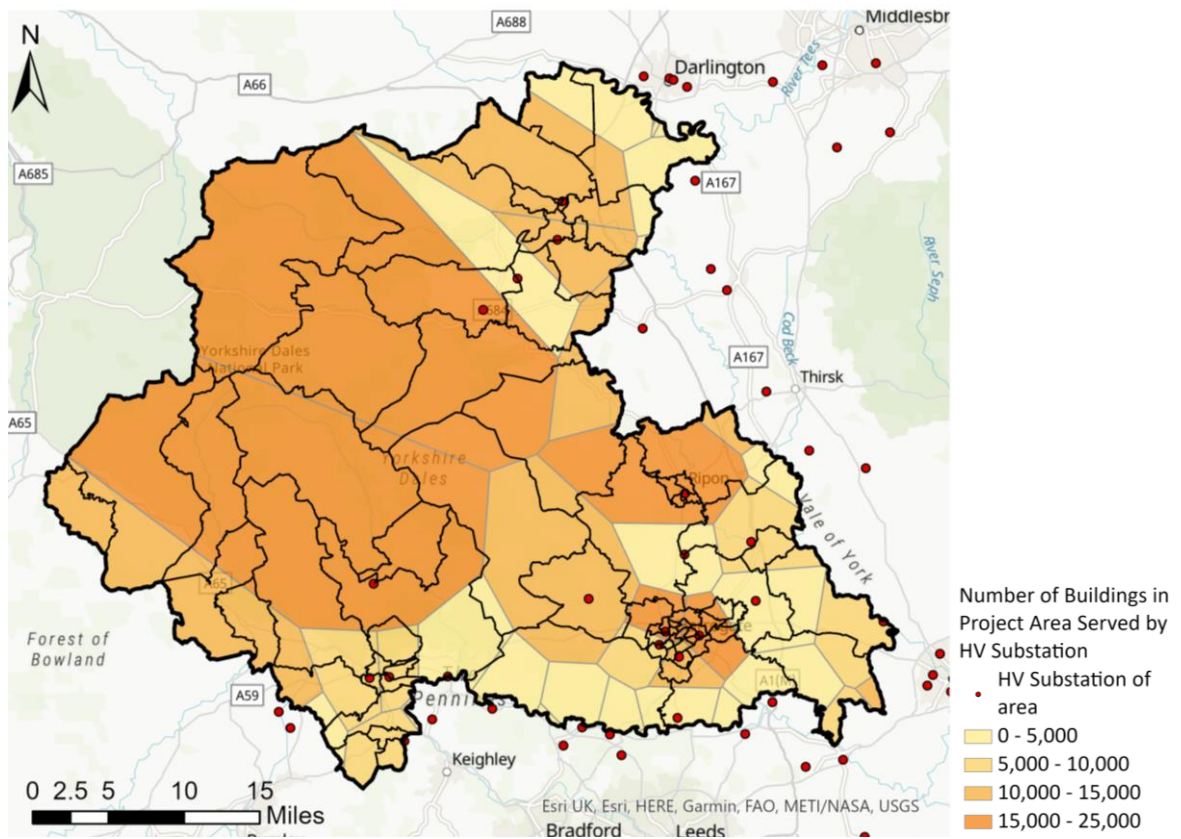 A688
Middlesbr
N
Darlington
River Tees
A66
A685
A167
River Seph
A684
Cod Beck
A167
Yorkshire Dales
National Park
Thirsk
A65
Yorkshire
Dales
Ripon
Vale of York
A65
Number of Buildings in
Project Area Served by
HV Substation
Forest of
Bowland
HV Substation of
area
A59
A1(M)
Pennines
0 - 5,000
Keighley
5,000 - 10,000
0 2.5 5 10 15
Miles
10,000 - 15,000
Esri UK, Esri, HERE, Garmin, FAO, METI/NASA, USGS
15,000 - 25,000
Bradford
Leeds